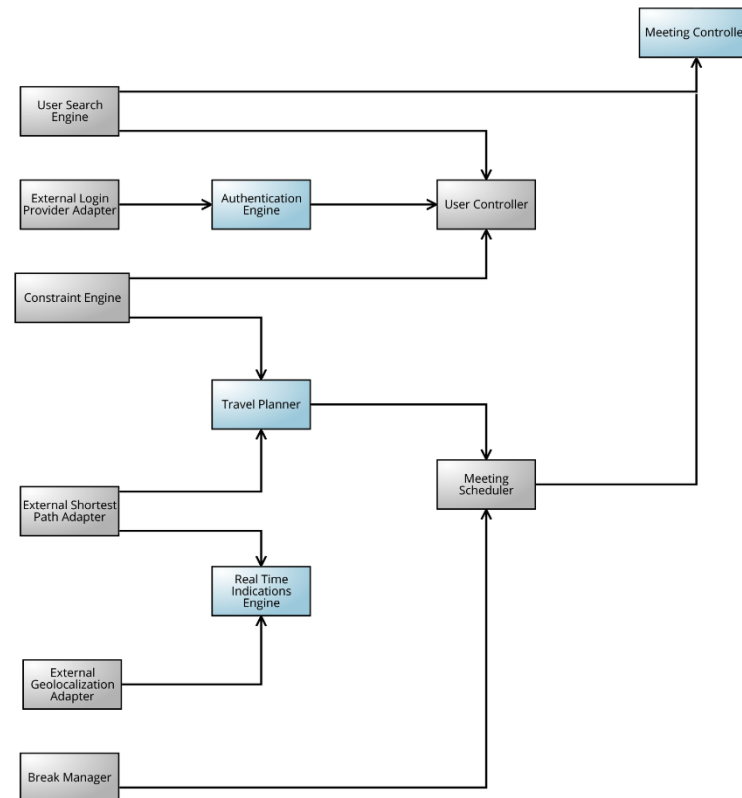 Meeting Controlle
User Search
Engine
External Login
Provider Adapter
Authentication
Engine
User Controller
Constraint Engine
Travel Planner
Meeting
Scheduler
External Shortest
Path Adapter
Real Time
Indications
Engine
External
Geolocalization
Adapter
Break Manager